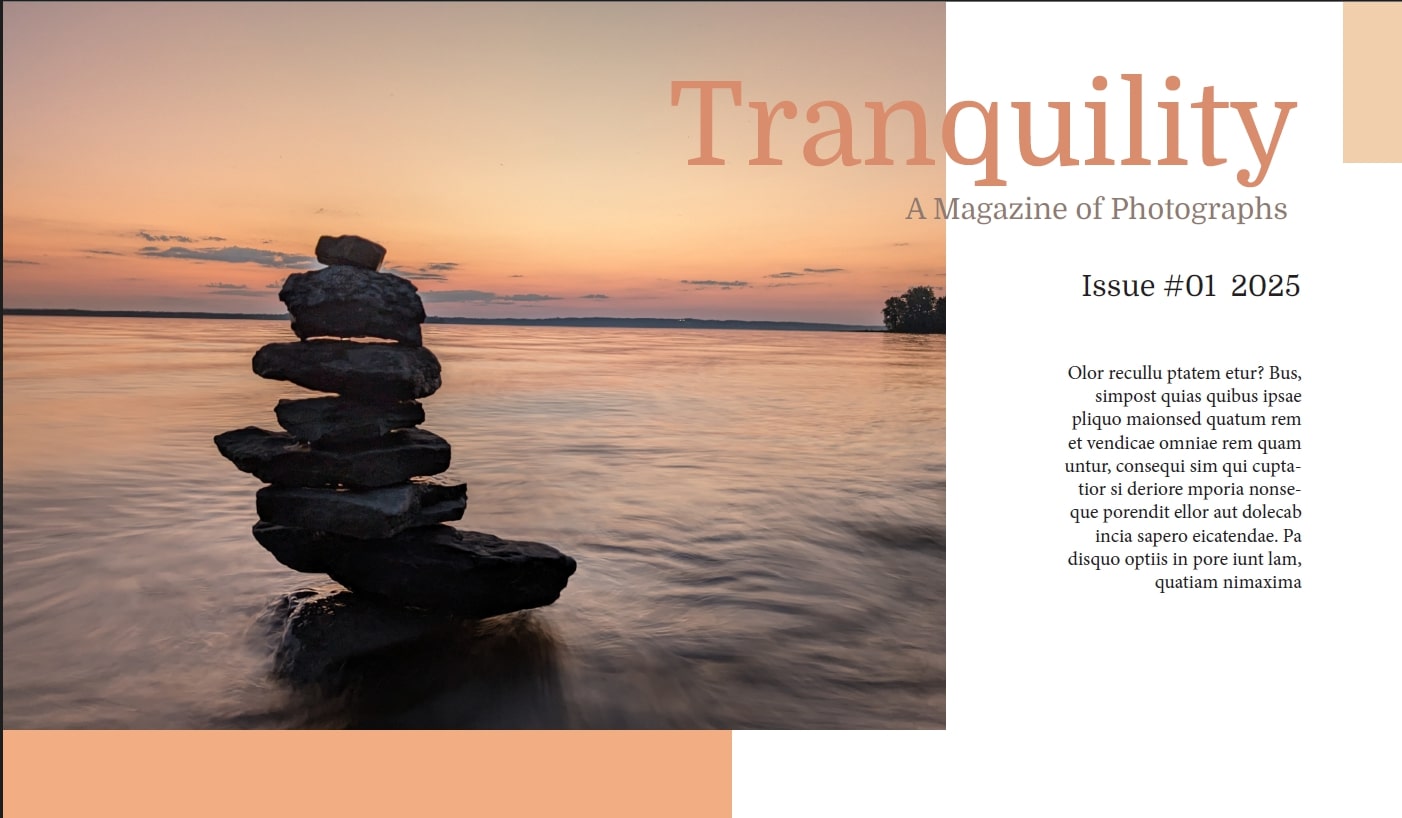 Tranquility
A Magazine of Photographs
Issue #01 2025
Olor recullu ptatem etur? Bus,
simpost quias quibus ipsae
pliquo maionsed quatum rem
et vendicae omniae rem quam
untur, consequi sim qui cupta-
tior si deriore mporia nonse-
que porendit ellor aut dolecab
incia sapero eicatendae. Pa
disquo optiis in pore iunt lam,
quatiam nimaxima